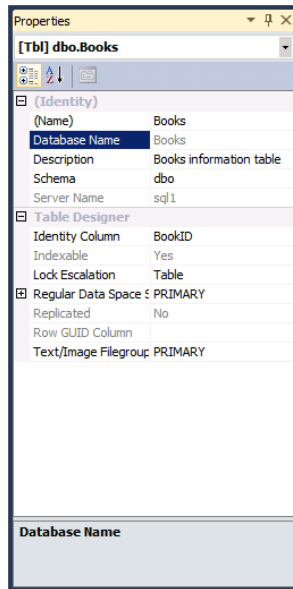 Properties
[Tbl] dbo.Books
(Identity)
(Name) Books
Database Name Books
Description Books information table
Schema dbo
Server Name sql1
Table Designer
Identity Column BookID
Indexable Yes
Lock Escalation Table
Regular Data Space S PRIMARY
Replicated No
Row GUID Column
Text/Image Filegroup PRIMARY
Database Name